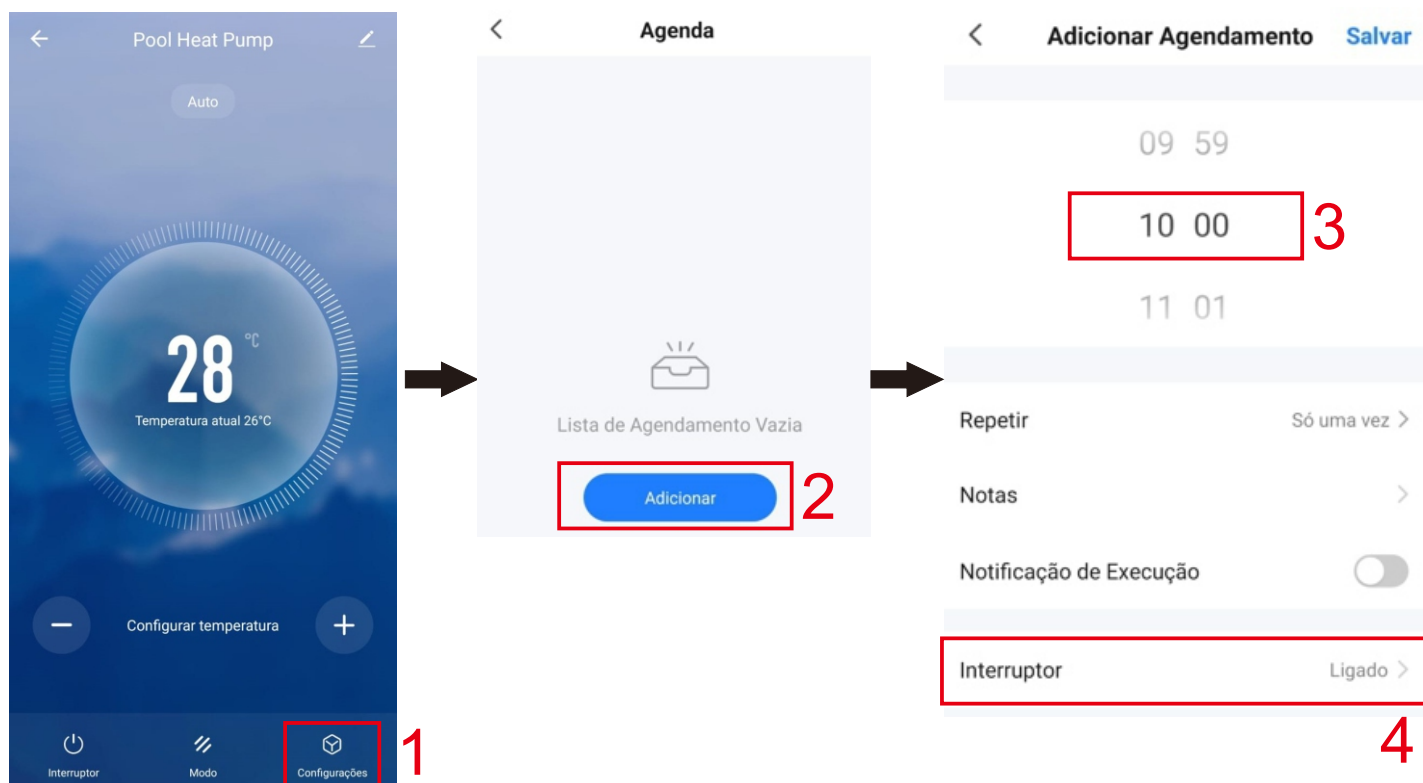 Pool Heat Pump
Auto
28 °C
Temperatura atual 26°C
Configurar temperatura
Interruptor
Modo
Configurações
1
Agenda
Lista de Agendamento Vazia
Adicionar
2
Adicionar Agendamento Salvar
09 59
10 00
3
11 01
Repetir Só uma vez >
Notas >
Notificação de Execução
Interruptor Ligado >
4